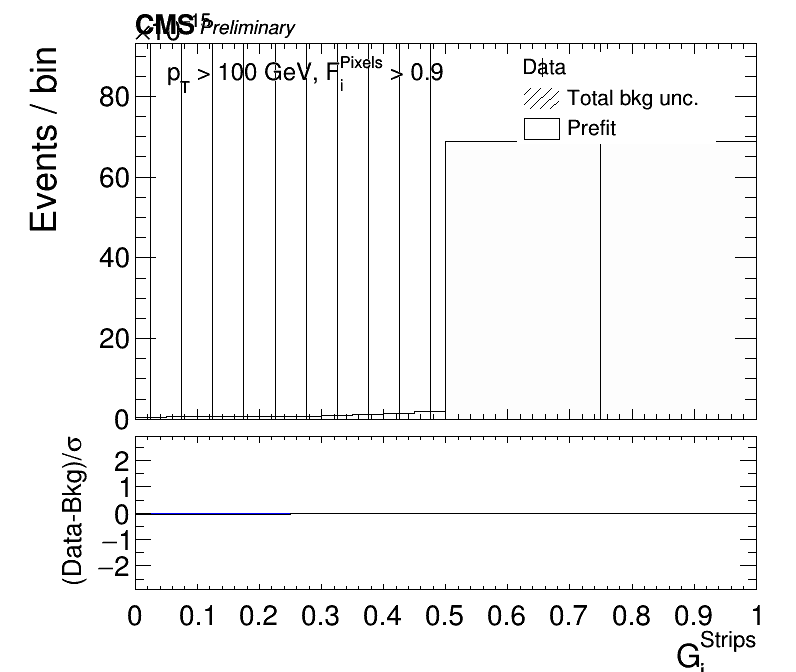 CMS Preliminary
×10^15
Events / bin
p_T > 100 GeV, F_i^Pixels > 0.9
Data
Total bkg unc.
Prefit
80
60
40
20
0
(Data-Bkg)/σ
2
1
0
−1
−2
0 0.1 0.2 0.3 0.4 0.5 0.6 0.7 0.8 0.9 1
G_i^Strips